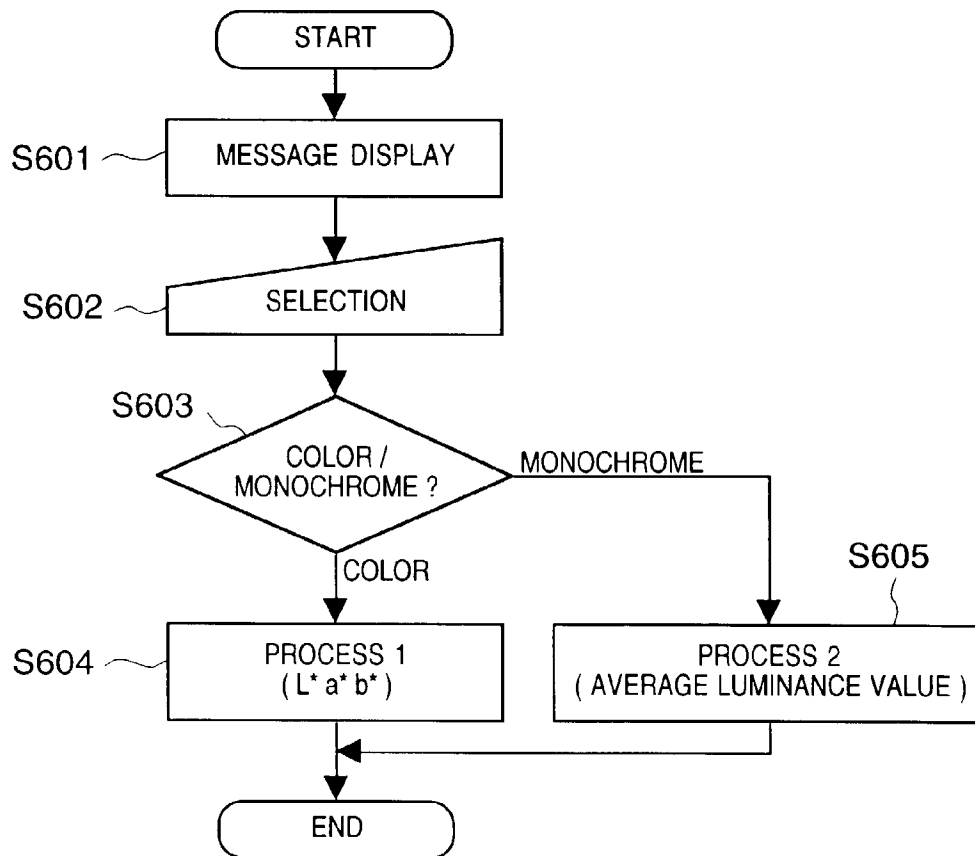 START
S601
MESSAGE DISPLAY
S602
SELECTION
S603
COLOR /
MONOCHROME ?
MONOCHROME
COLOR
S604
PROCESS 1
( L* a* b* )
S605
PROCESS 2
( AVERAGE LUMINANCE VALUE )
END